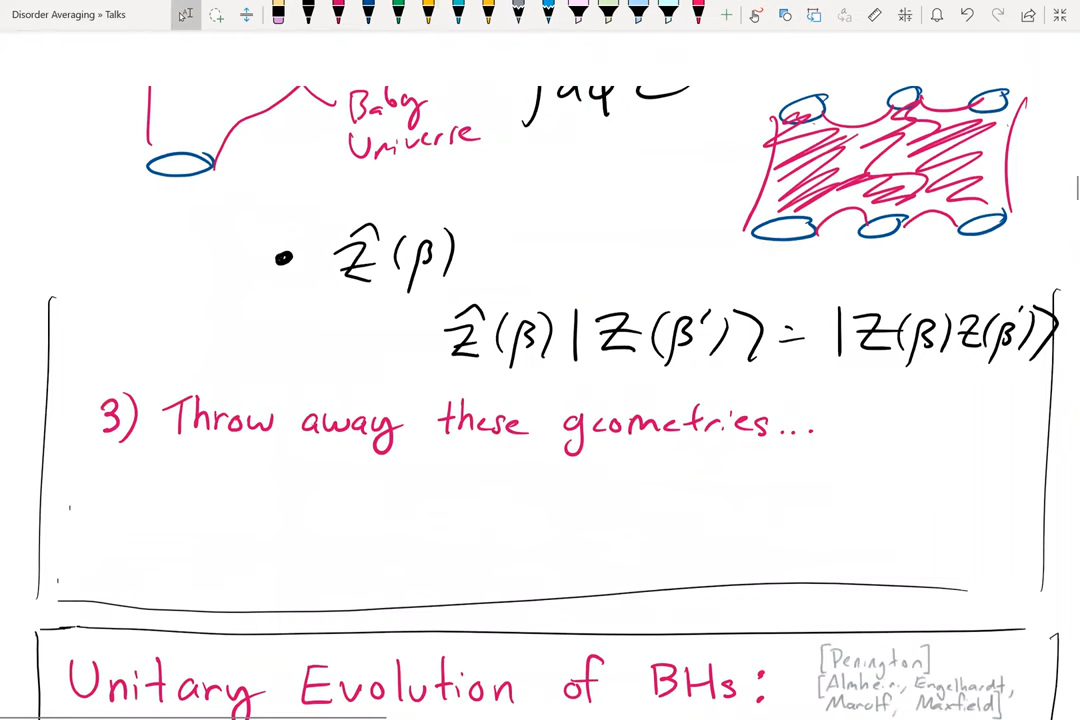 Disorder Averaging » Talks
Baby
Universe
• Ẑ(β)
Ẑ(β)|Z(β')⟩ = |Z(β)Z(β')⟩
3) Throw away these geometries...
Unitary Evolution of BHs:
[Penington]
[Almheiri, Engelhardt,
Marolf, Maxfield]